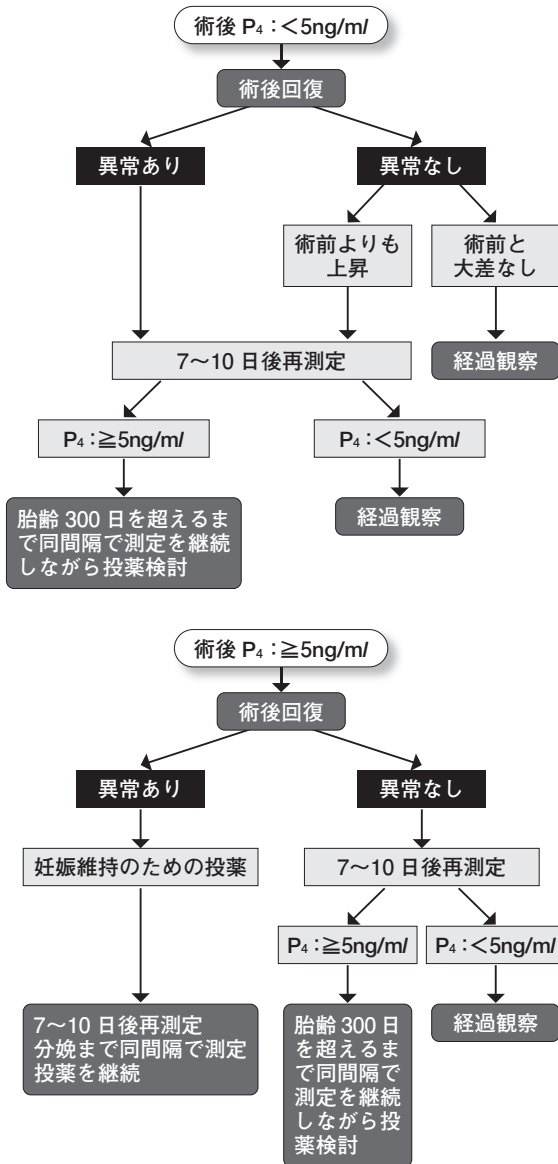 術後 P₄：＜5ng/ml
術後回復
異常あり
異常なし
術前よりも
上昇
術前と
大差なし
7～10 日後再測定
経過観察
P₄：≧5ng/ml
P₄：＜5ng/ml
胎齢 300 日を超えるま
で同間隔で測定を継続
しながら投薬検討
経過観察
術後 P₄：≧5ng/ml
術後回復
異常あり
異常なし
妊娠維持のための投薬
7～10 日後再測定
P₄：≧5ng/ml
P₄：＜5ng/ml
7～10 日後再測定
分娩まで同間隔で測定
投薬を継続
胎齢 300 日
を超えるま
で同間隔で
測定を継続
しながら投
薬検討
経過観察